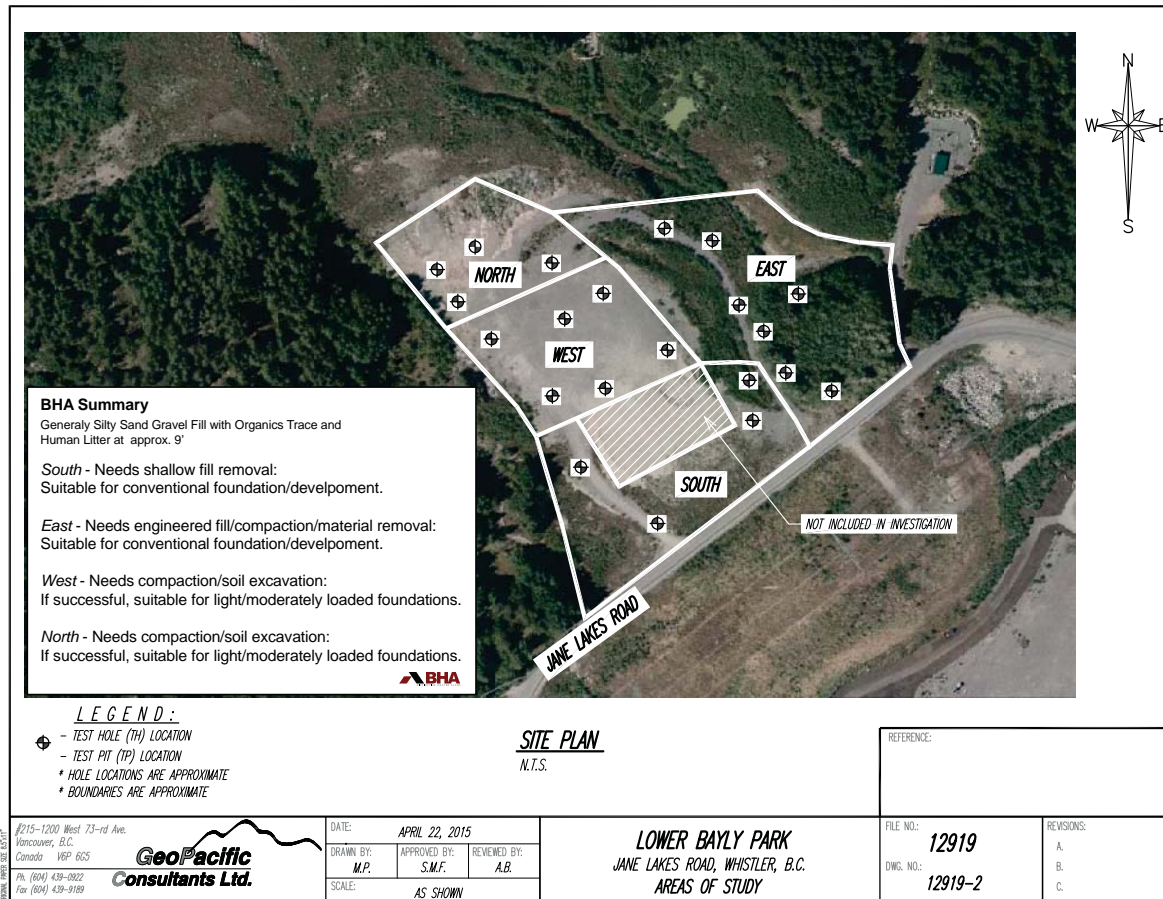 N
W
E
S
NORTH
EAST
WEST
SOUTH
NOT INCLUDED IN INVESTIGATION
JANE LAKES ROAD
BHA Summary
Generaly Silty Sand Gravel Fill with Organics Trace and
Human Litter at approx. 9'
South - Needs shallow fill removal:
Suitable for conventional foundation/develpoment.
East - Needs engineered fill/compaction/material removal:
Suitable for conventional foundation/develpoment.
West - Needs compaction/soil excavation:
If successful, suitable for light/moderately loaded foundations.
North - Needs compaction/soil excavation:
If successful, suitable for light/moderately loaded foundations.
BHA
LEGEND:
- TEST HOLE (TH) LOCATION
- TEST PIT (TP) LOCATION
* HOLE LOCATIONS ARE APPROXIMATE
* BOUNDARIES ARE APPROXIMATE
SITE PLAN
N.T.S.
REFERENCE:
ORIGINAL PAPER SIZE 8.5"x11"
#215-1200 West 73-rd Ave.
Vancouver, B.C.
Canada V6P 6G5
Ph. (604) 439-0922
Fax (604) 439-9189
GeoPacific
Consultants Ltd.
DATE: APRIL 22, 2015
DRAWN BY: M.P.
APPROVED BY: S.M.F.
REVIEWED BY: A.B.
SCALE: AS SHOWN
LOWER BAYLY PARK
JANE LAKES ROAD, WHISTLER, B.C.
AREAS OF STUDY
FILE NO.: 12919
DWG. NO.: 12919-2
REVISIONS:
A.
B.
C.